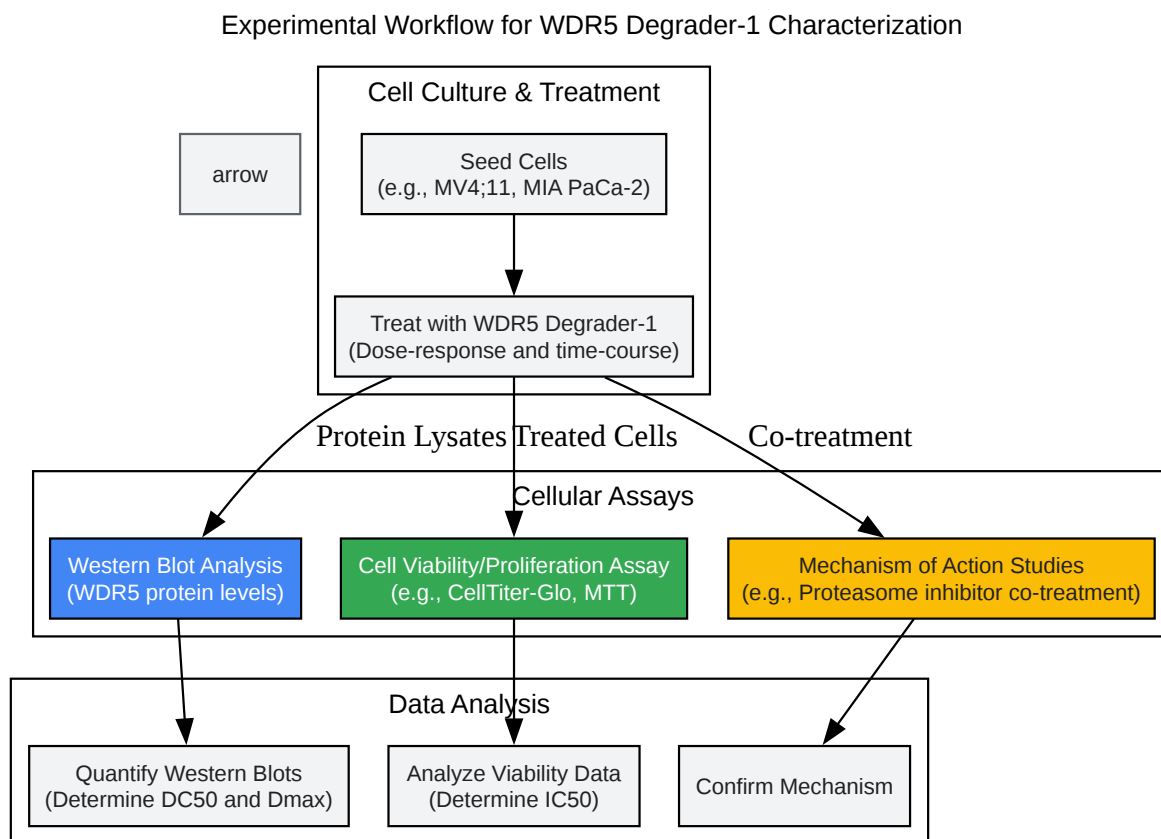 Experimental Workflow for WDR5 Degrader-1 Characterization
Cell Culture & Treatment
arrow
Seed Cells
(e.g., MV4;11, MIA PaCa-2)
Treat with WDR5 Degrader-1
(Dose-response and time-course)
Protein Lysates
Treated Cells
Co-treatment
Cellular Assays
Western Blot Analysis
(WDR5 protein levels)
Cell Viability/Proliferation Assay
(e.g., CellTiter-Glo, MTT)
Mechanism of Action Studies
(e.g., Proteasome inhibitor co-treatment)
Data Analysis
Quantify Western Blots
(Determine DC50 and Dmax)
Analyze Viability Data
(Determine IC50)
Confirm Mechanism